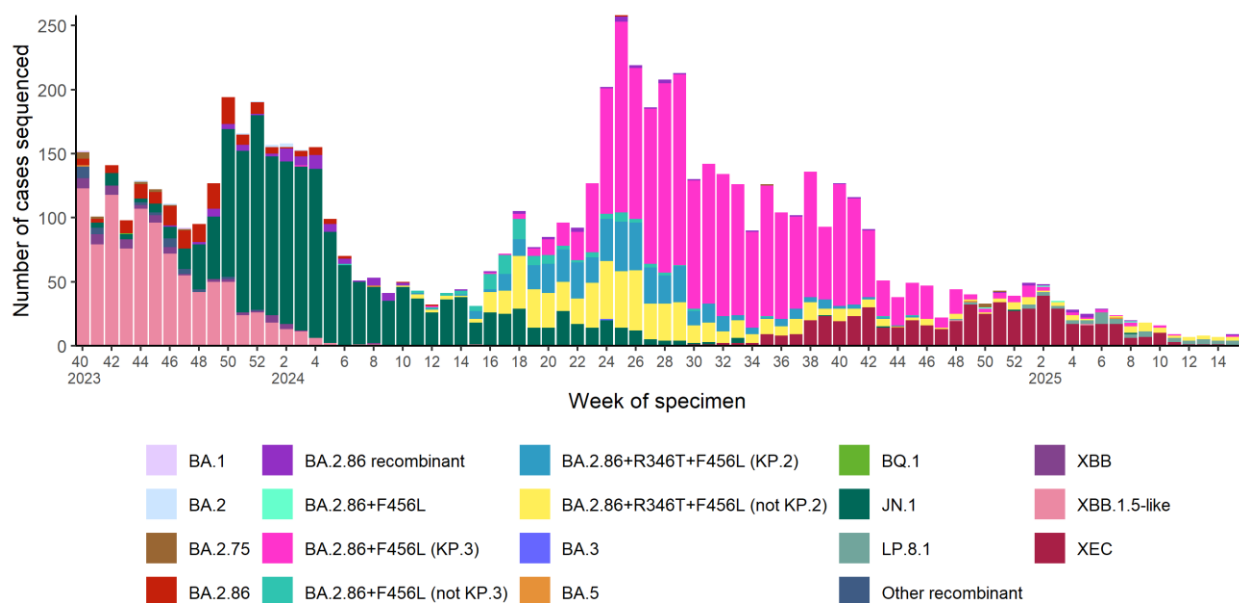 Number of cases sequenced
250
200
150
100
50
0
40 42 44 46 48 50 52 2 4 6 8 10 12 14 16 18 20 22 24 26 28 30 32 34 36 38 40 42 44 46 48 50 52 2 4 6 8 10 12 14
2023 2024 2025
Week of specimen
BA.1 BA.2.86 recombinant BA.2.86+R346T+F456L (KP.2) BQ.1 XBB
BA.2 BA.2.86+F456L BA.2.86+R346T+F456L (not KP.2) JN.1 XBB.1.5-like
BA.2.75 BA.2.86+F456L (KP.3) BA.3 LP.8.1 XEC
BA.2.86 BA.2.86+F456L (not KP.3) BA.5 Other recombinant